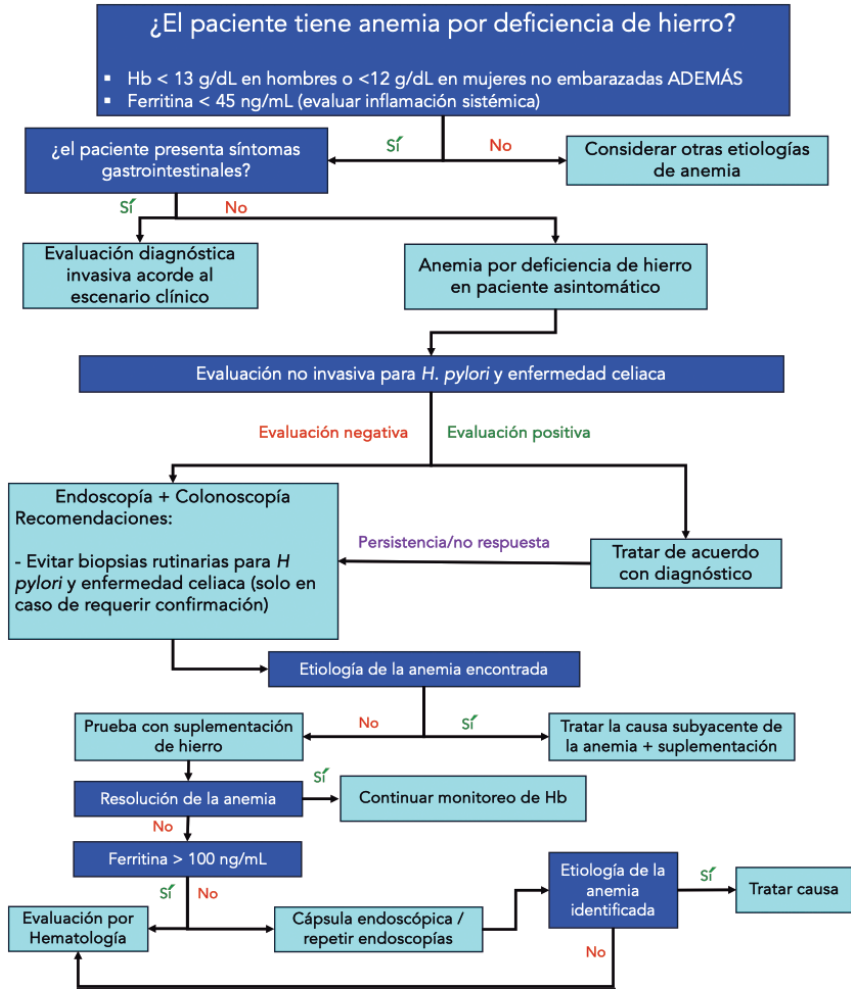 ¿El paciente tiene anemia por deficiencia de hierro?
▪ Hb < 13 g/dL en hombres o <12 g/dL en mujeres no embarazadas ADEMÁS
▪ Ferritina < 45 ng/mL (evaluar inflamación sistémica)
¿el paciente presenta síntomas
gastrointestinales?
Sí
No
Considerar otras etiologías
de anemia
Sí
No
Evaluación diagnóstica
invasiva acorde al
escenario clínico
Anemia por deficiencia de hierro
en paciente asintomático
Evaluación no invasiva para H. pylori y enfermedad celiaca
Evaluación negativa
Evaluación positiva
Endoscopía + Colonoscopía
Recomendaciones:
- Evitar biopsias rutinarias para H
pylori y enfermedad celiaca (solo en
caso de requerir confirmación)
Persistencia/no respuesta
Tratar de acuerdo
con diagnóstico
Etiología de la anemia encontrada
No
Sí
Prueba con suplementación
de hierro
Tratar la causa subyacente de
la anemia + suplementación
Resolución de la anemia
Sí
Continuar monitoreo de Hb
No
Ferritina > 100 ng/mL
Sí
No
Evaluación por
Hematología
Cápsula endoscópica /
repetir endoscopías
Etiología de la
anemia
identificada
Sí
Tratar causa
No